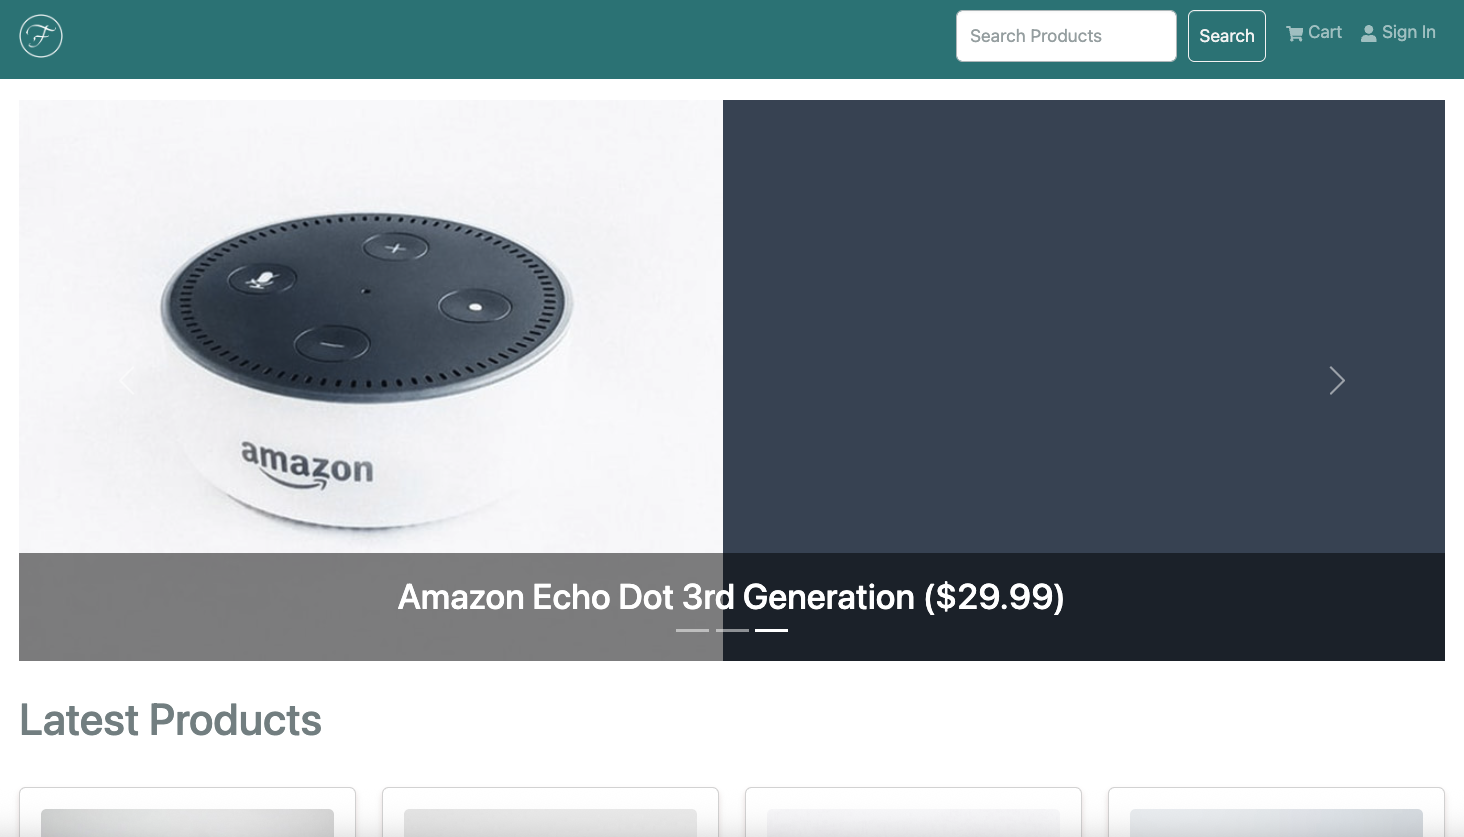 F
Search Products
Search
Cart
Sign In
amazon
Amazon Echo Dot 3rd Generation ($29.99)
Latest Products